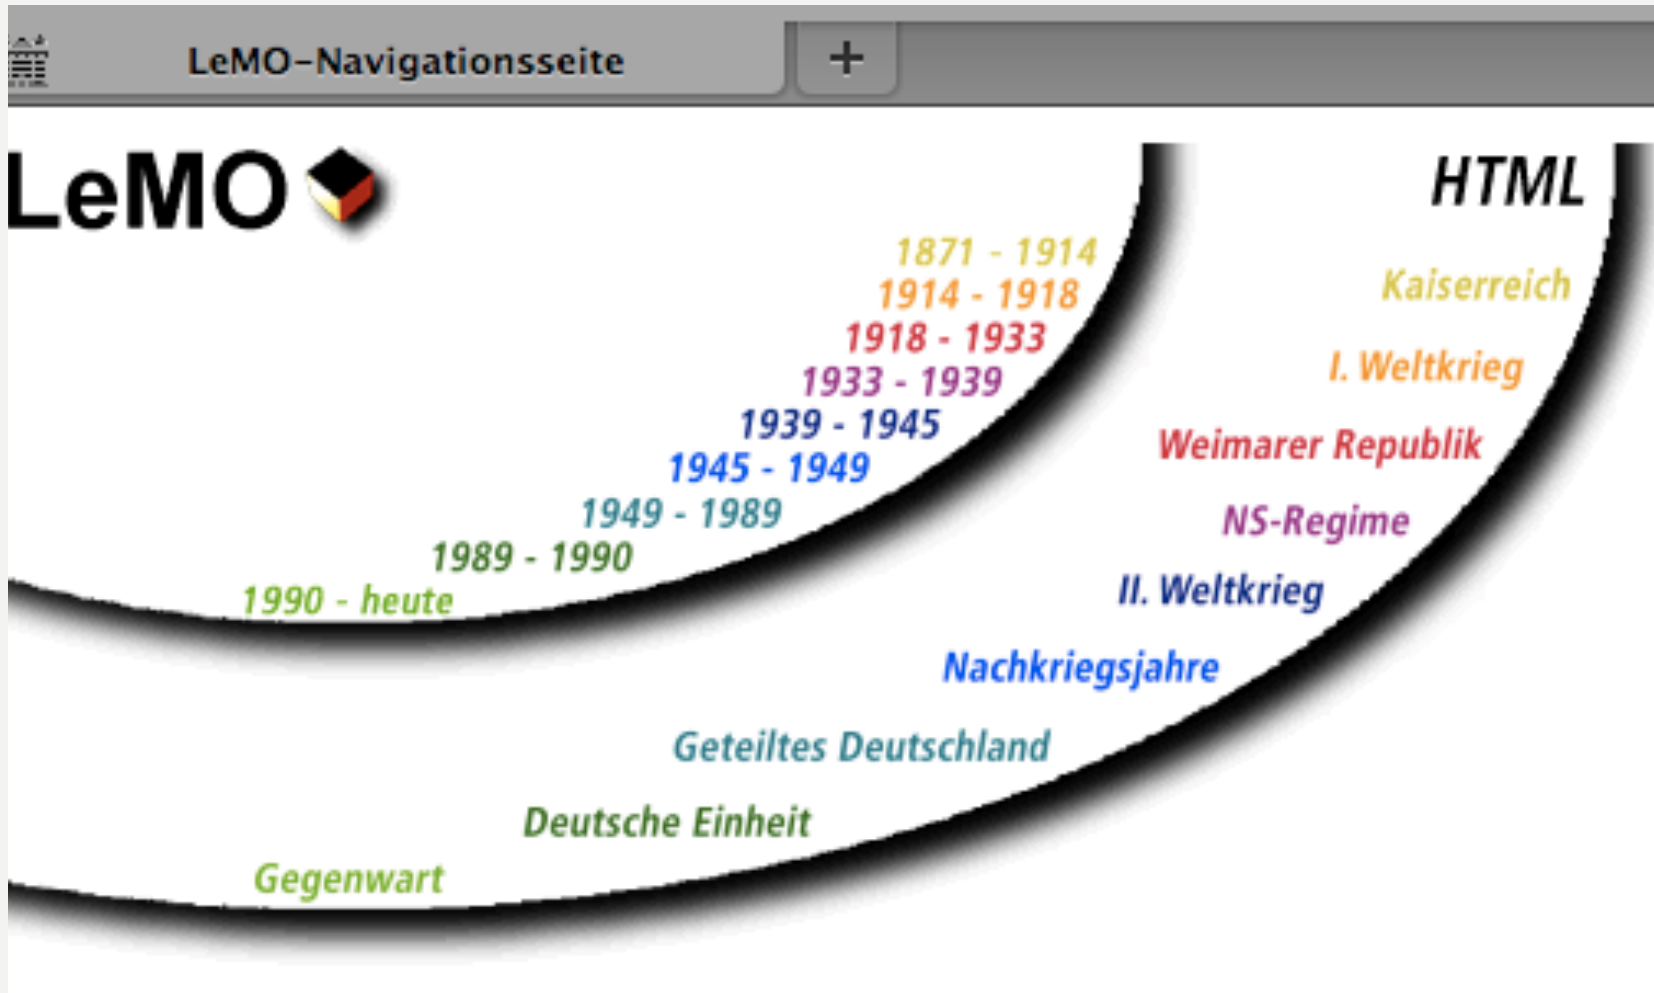 LeMO-Navigationsseite
+
LeMO
HTML
1871 - 1914
1914 - 1918
1918 - 1933
1933 - 1939
1939 - 1945
1945 - 1949
1949 - 1989
1989 - 1990
1990 - heute
Kaiserreich
I. Weltkrieg
Weimarer Republik
NS-Regime
II. Weltkrieg
Nachkriegsjahre
Geteiltes Deutschland
Deutsche Einheit
Gegenwart